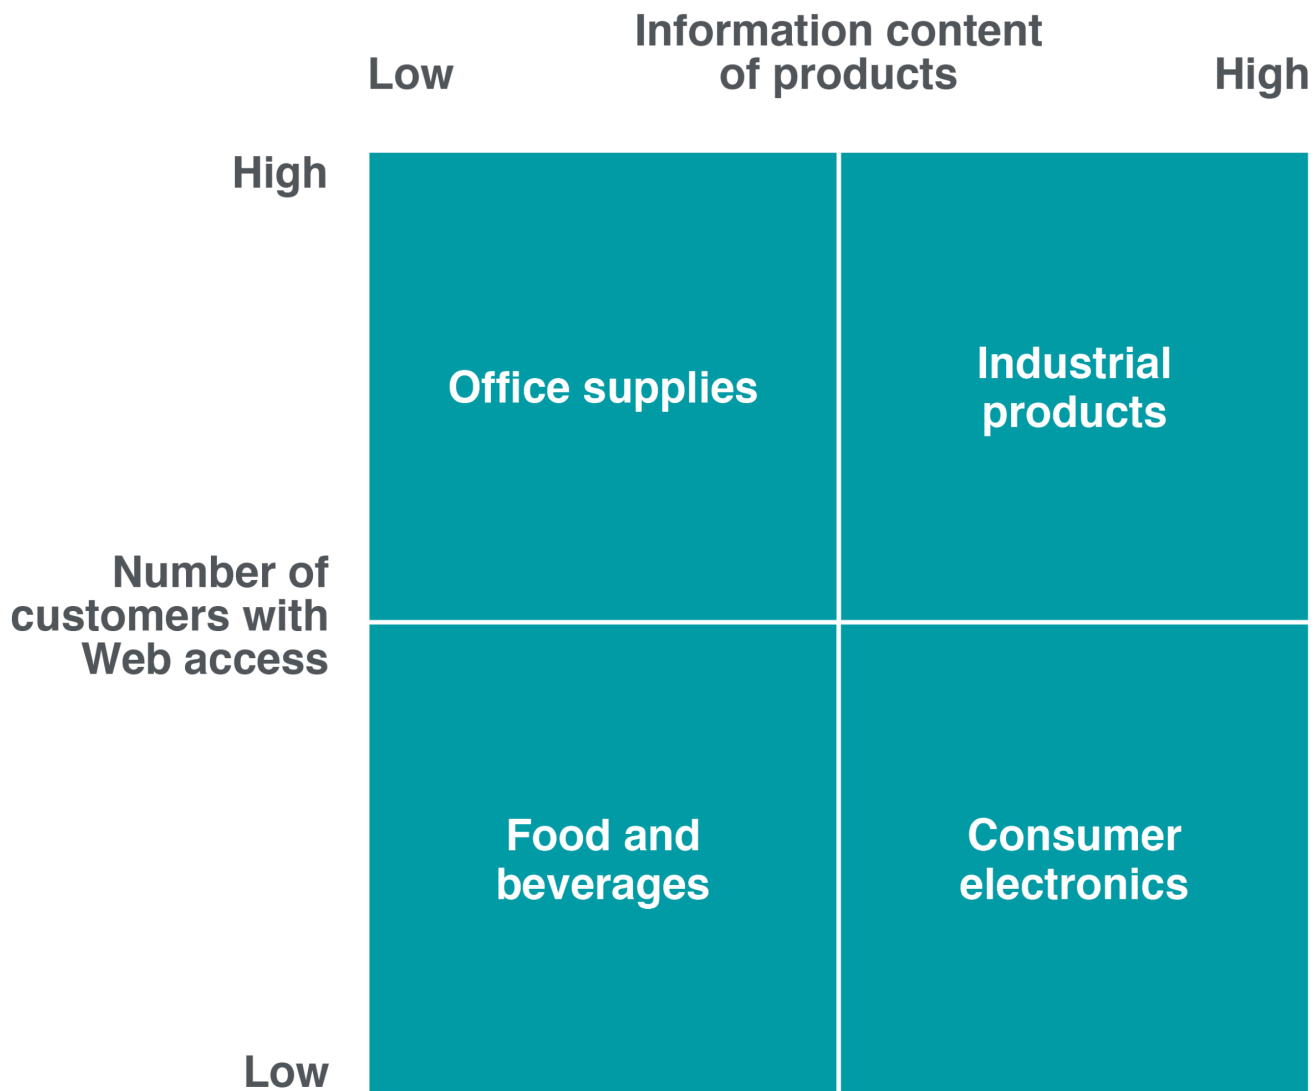 Information content
of products
Low
High
High
Office supplies
Industrial
products
Number of
customers with
Web access
Food and
beverages
Consumer
electronics
Low